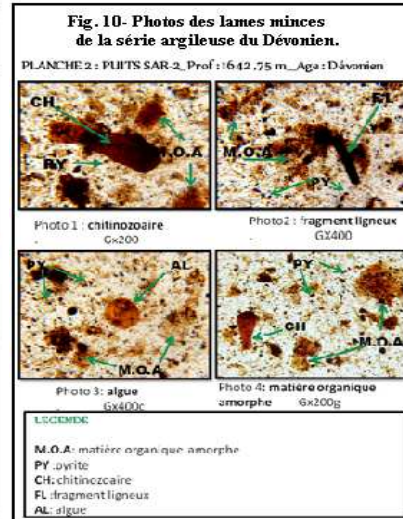 Fig. 10- Photos des lames minces
de la série argileuse du Dévonien.
PLANCHE 2 : PUITS SAR-2_Prof :1642,75 m_Age : Dévonien
CH
PY
M.O.A
FL
M.O.A
PY
Photo 1 : chitinozoaire
Gx200
Photo2 : fragment ligneux
GX400
PY
AL
M.O.A
PY
CH
M.O.A
Photo 3: algue
Gx400c
Photo 4: matière organique
amorphe Gx200g
LEGENDE
M.O.A: matière organique amorphe
PY :pyrite
CH: chitinozoaire
FL :fragment ligneux
AL: algue